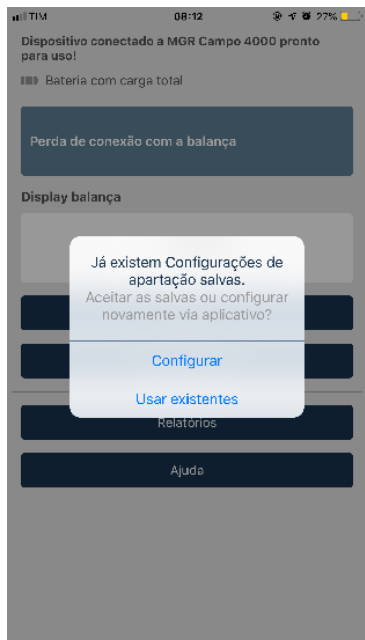 TIM 08:12 27%
Dispositivo conectado a MGR Campo 4000 pronto
para uso!
Bateria com carga total
Perda de conexão com a balança
Display balança
Já existem Configurações de
apartação salvas.
Aceitar as salvas ou configurar
novamente via aplicativo?
Configurar
Usar existentes
Relatórios
Ajuda